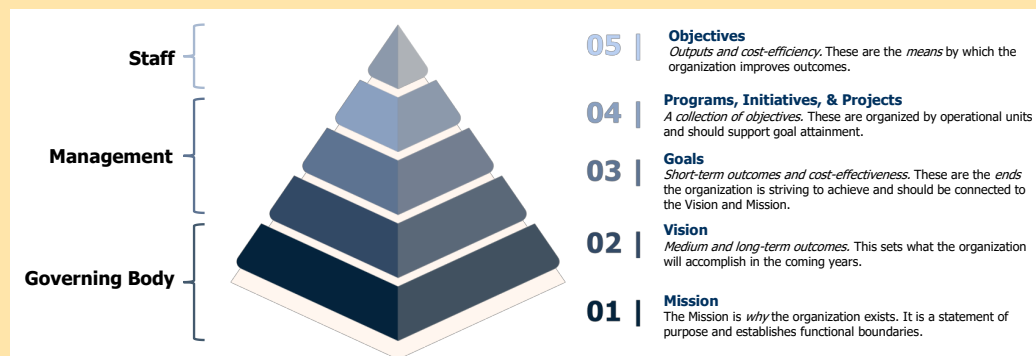 Staff
Management
Governing Body
05 |
Objectives
Outputs and cost-efficiency. These are the means by which the
organization improves outcomes.
04 |
Programs, Initiatives, & Projects
A collection of objectives. These are organized by operational units
and should support goal attainment.
03 |
Goals
Short-term outcomes and cost-effectiveness. These are the ends
the organization is striving to achieve and should be connected to
the Vision and Mission.
02 |
Vision
Medium and long-term outcomes. This sets what the organization
will accomplish in the coming years.
01 |
Mission
The Mission is why the organization exists. It is a statement of
purpose and establishes functional boundaries.